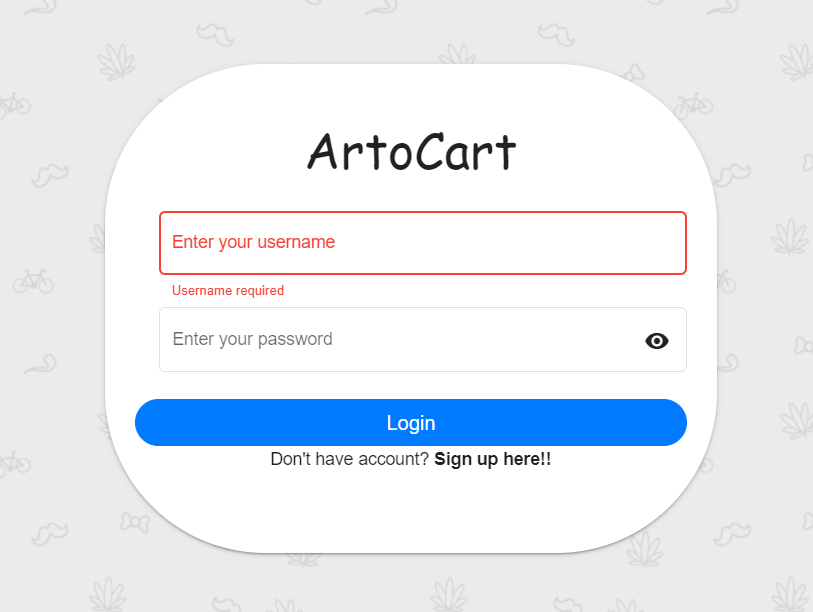 ArtoCart
Enter your username
Username required
Enter your password
Login
Don't have account? Sign up here!!